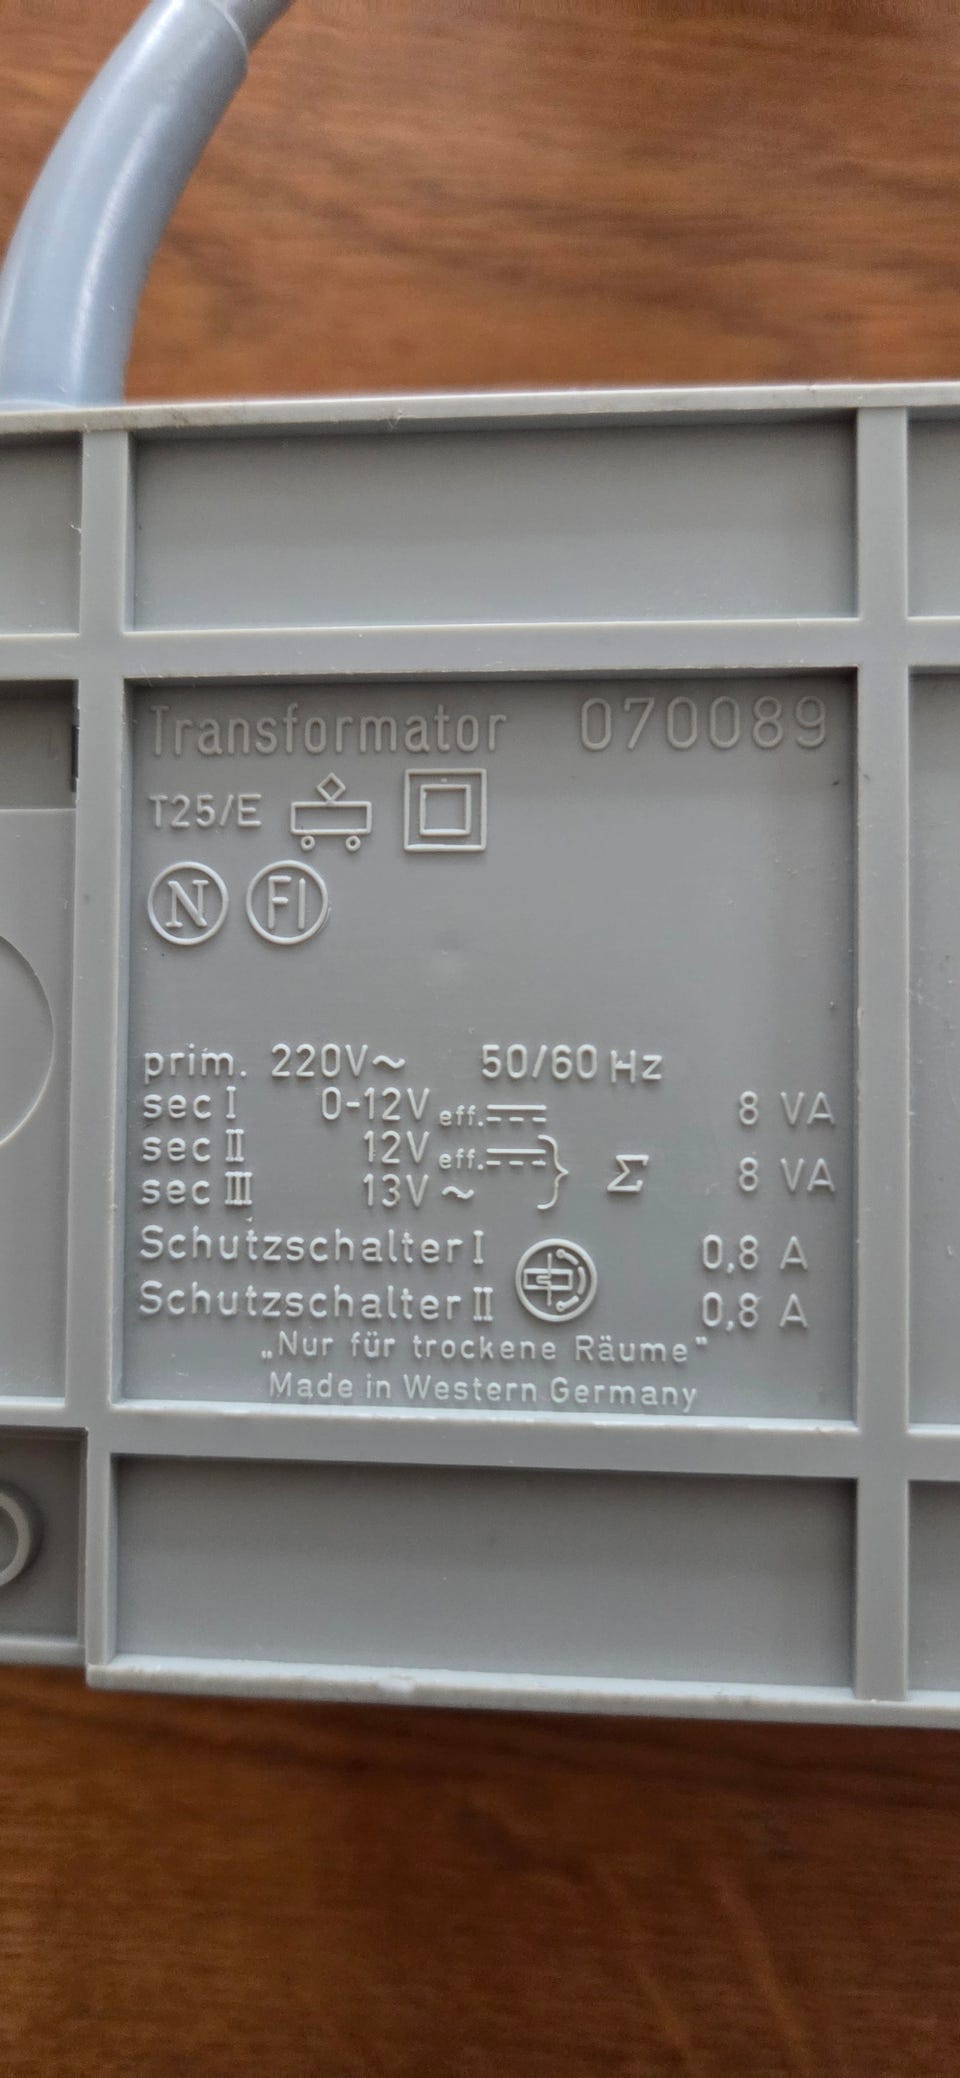 Transformator 070089
T25/E
N FI
prim. 220V~ 50/60 Hz
sec I 0-12V eff. 8 VA
sec II 12V eff.
sec III 13V ~ Σ 8 VA
Schutzschalter I 0,8 A
Schutzschalter II 0,8 A
„Nur für trockene Räume"
Made in Western Germany